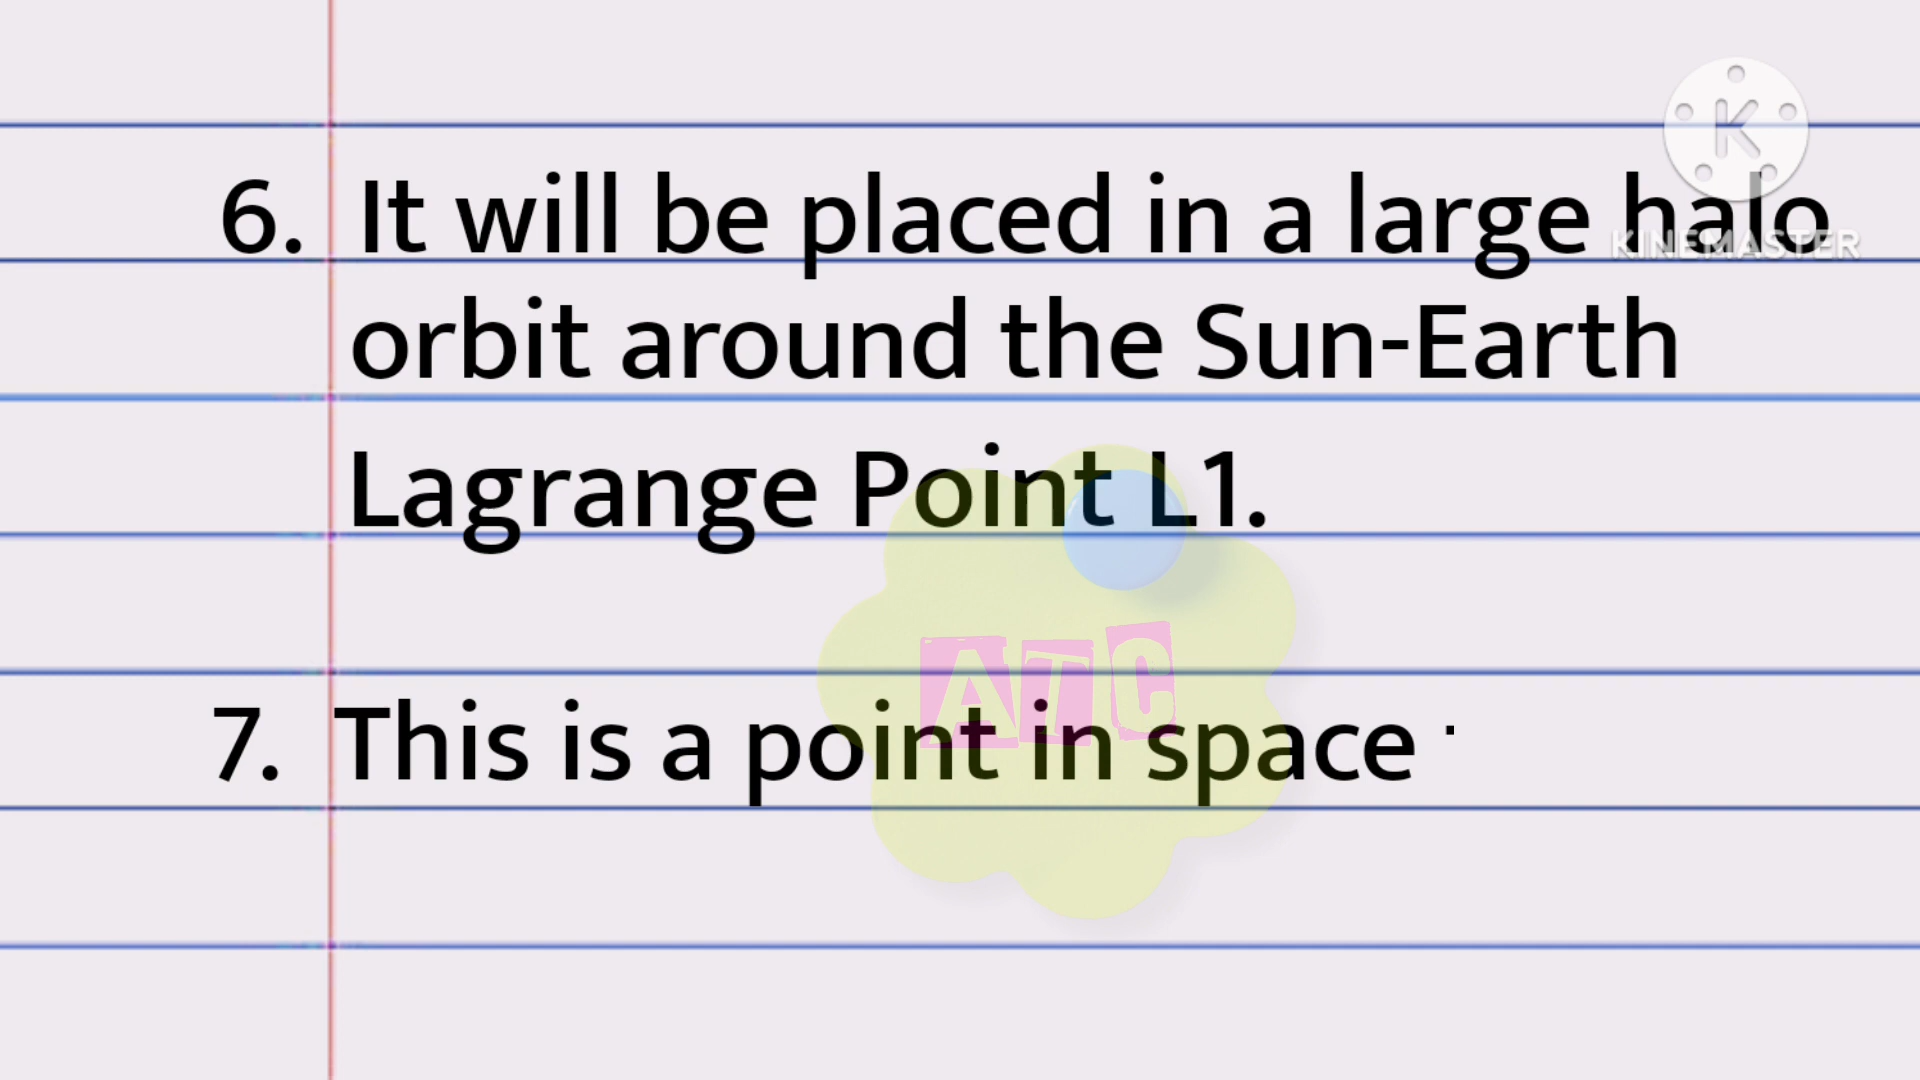 K
6. It will be placed in a large halo
KINEMASTER
orbit around the Sun-Earth
Lagrange Point L1.
ATC
7. This is a point in space